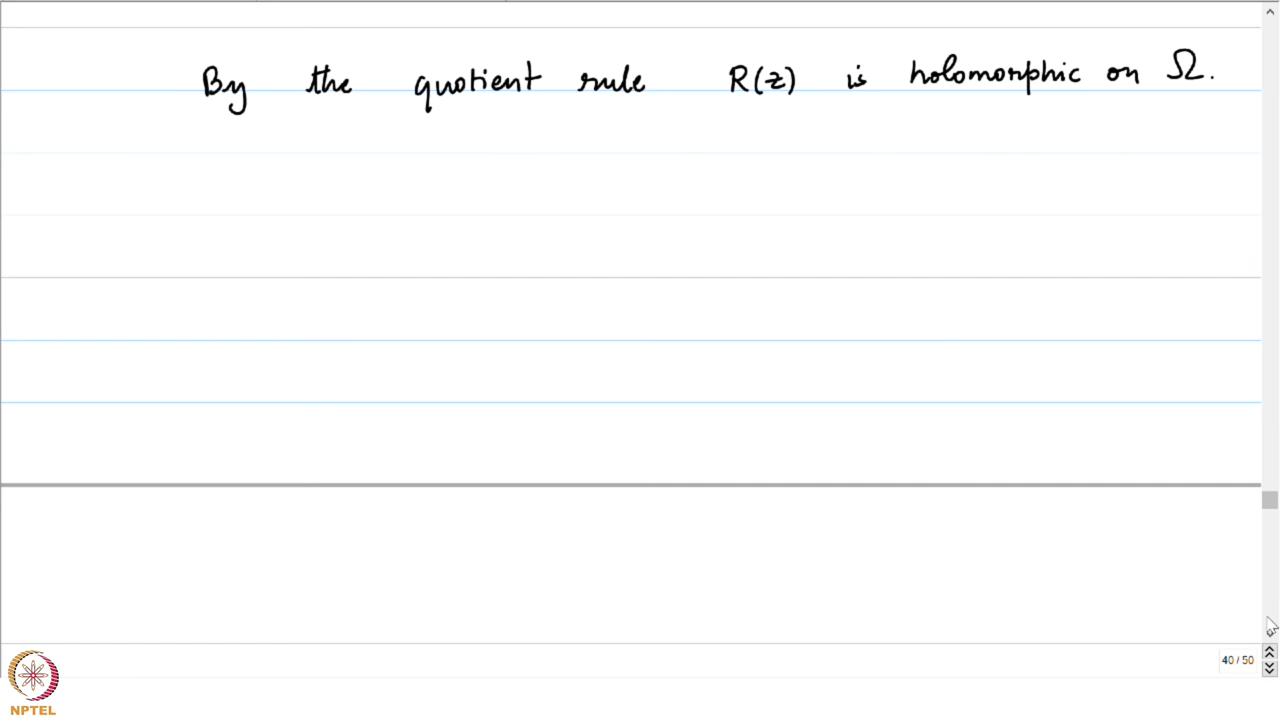 By the quotient rule R(z) is holomorphic on Ω.
40 / 50
NPTEL